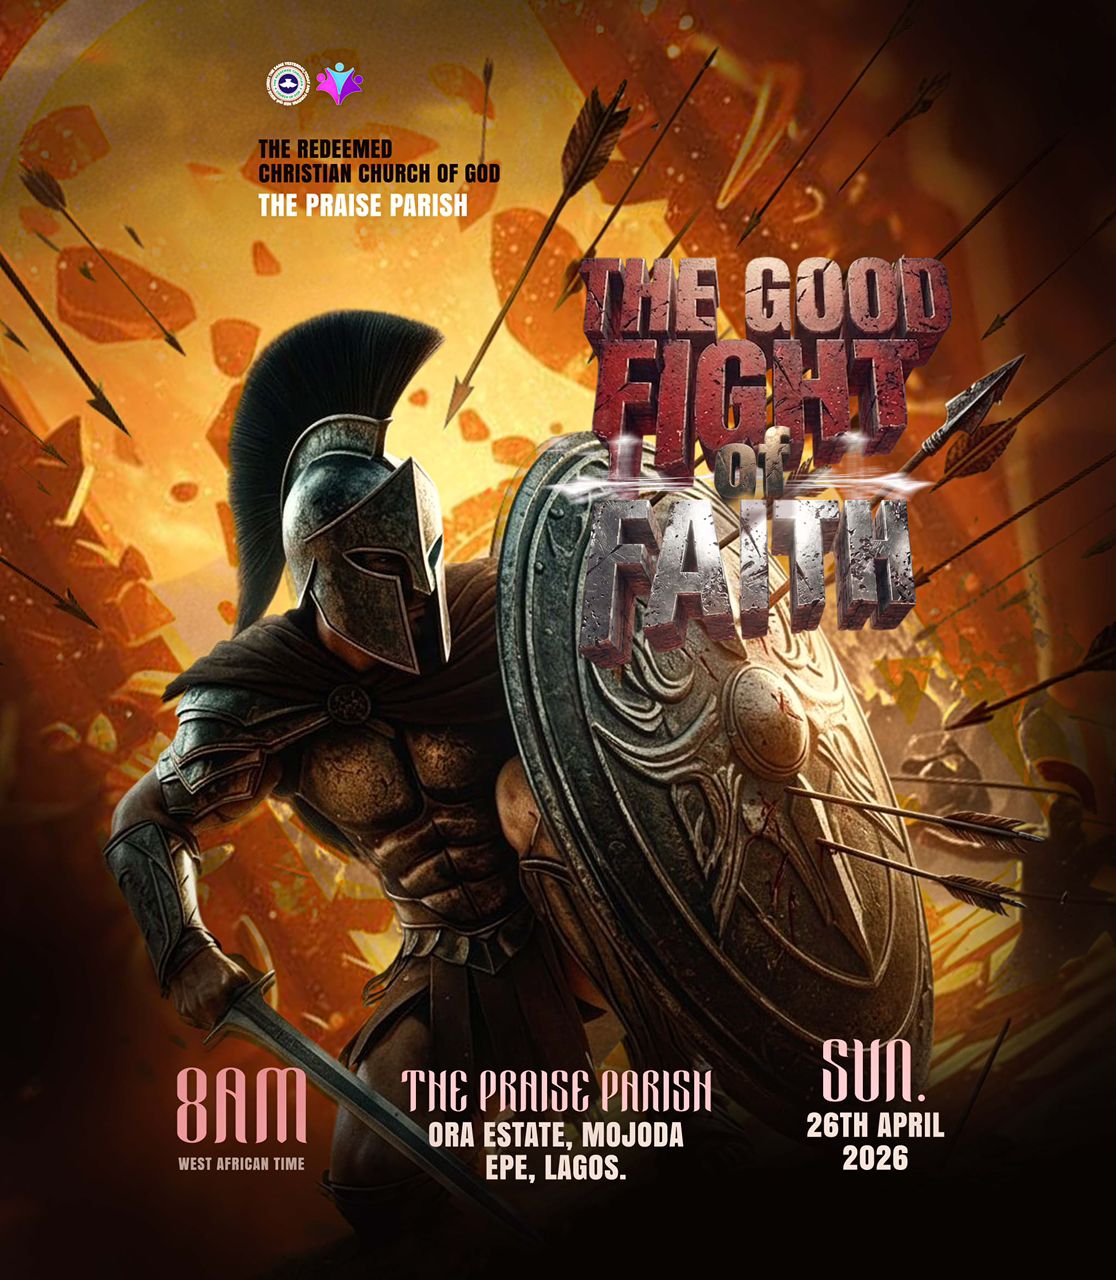 THE REDEEMED
CHRISTIAN CHURCH OF GOD
THE PRAISE PARISH
THE GOOD
FIGHT
of
FAITH
8AM
WEST AFRICAN TIME
THE PRAISE PARISH
ORA ESTATE, MOJODA
EPE, LAGOS.
SUN.
26TH APRIL
2026